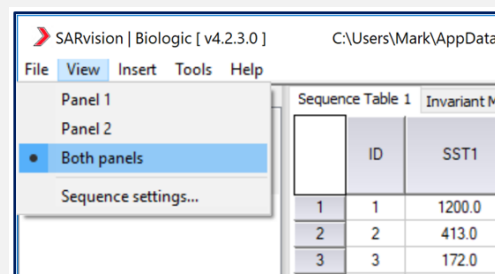 SARvision | Biologic [ v4.2.3.0 ] C:\Users\Mark\AppData
File View Insert Tools Help
Panel 1
Panel 2
Both panels
Sequence settings...
Sequence Table 1 Invariant
ID SST1
1 1 1200.0
2 2 413.0
3 3 172.0